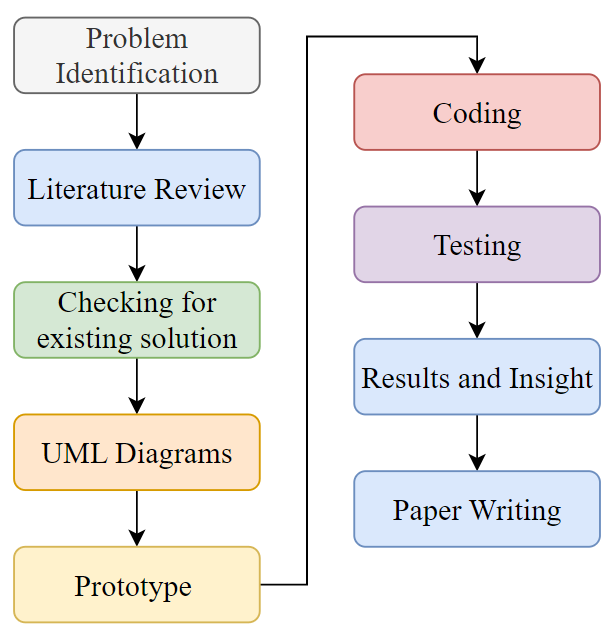 Problem
Identification
Literature Review
Checking for
existing solution
UML Diagrams
Prototype
Coding
Testing
Results and Insight
Paper Writing